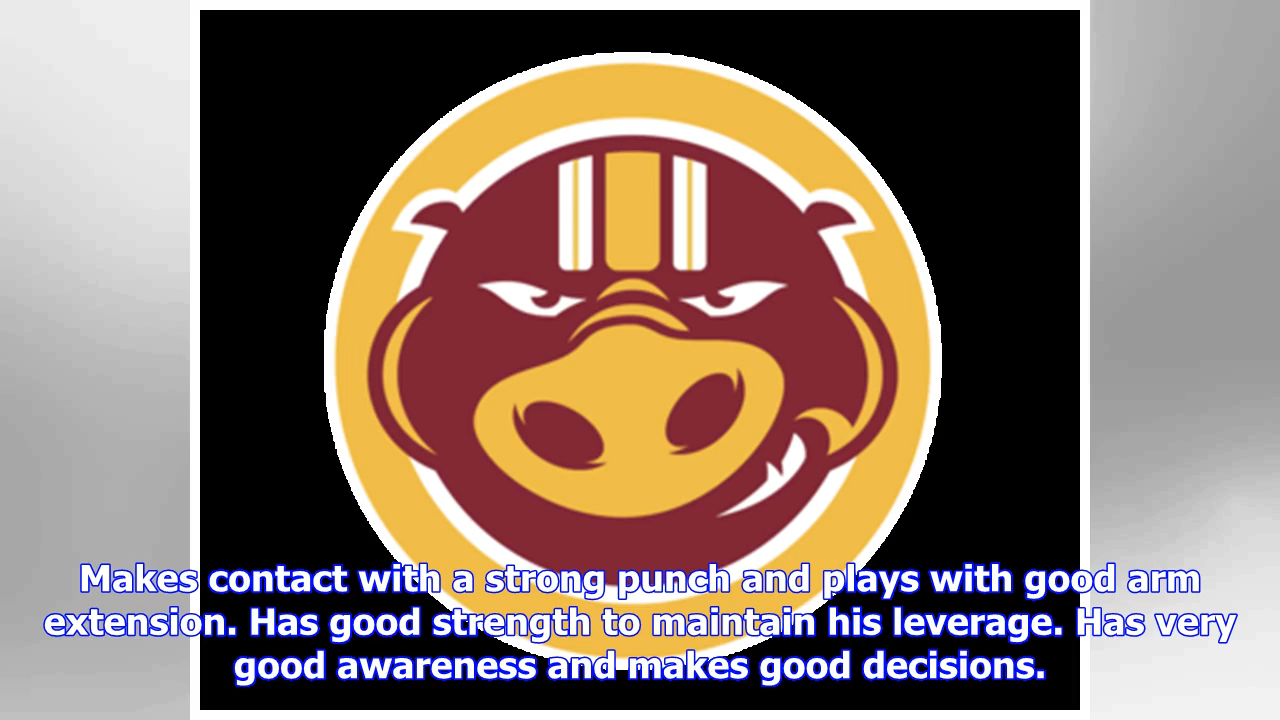 Makes contact with a strong punch and plays with good arm
extension. Has good strength to maintain his leverage. Has very
good awareness and makes good decisions.